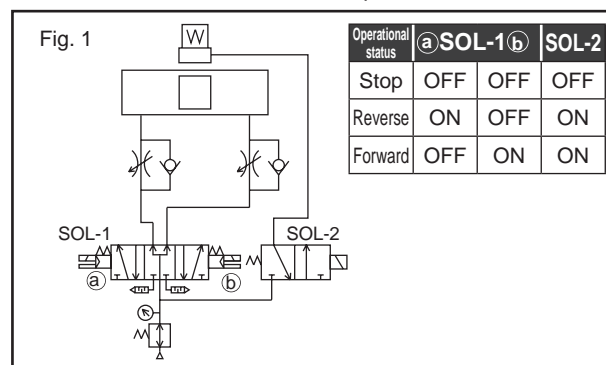 Fig. 1
W
SOL-1
SOL-2
a
b
Operational status ⓐSOL-1ⓑ SOL-2
Stop OFF OFF OFF
Reverse ON OFF ON
Forward OFF ON ON